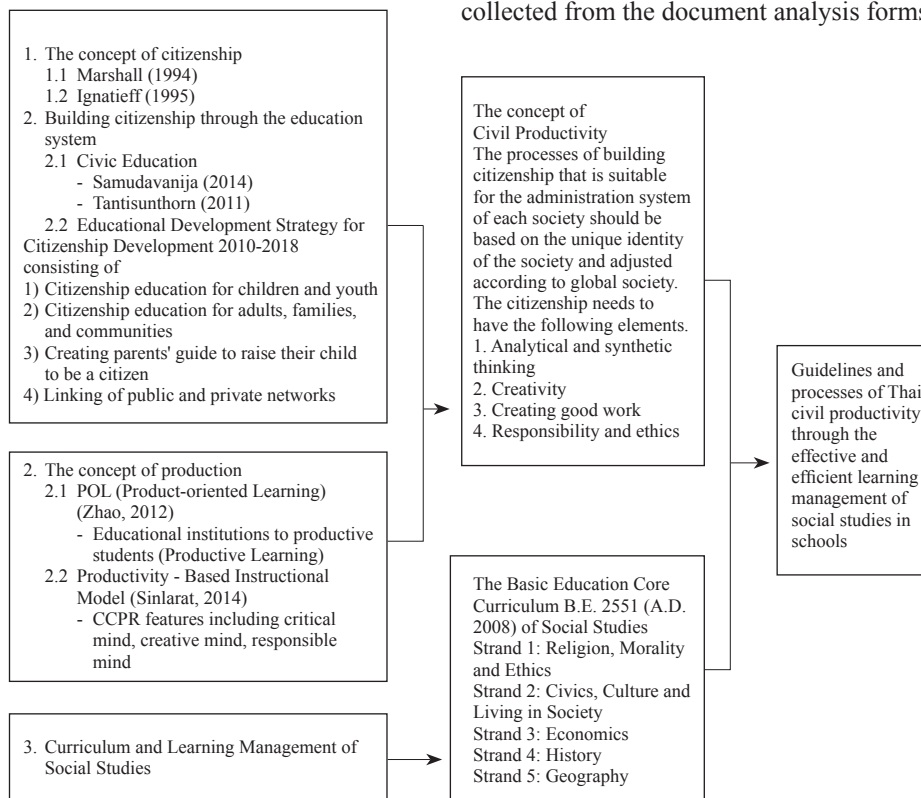 collected from the document analysis forms
1. The concept of citizenship
1.1 Marshall (1994)
1.2 Ignatieff (1995)
2. Building citizenship through the education
system
2.1 Civic Education
- Samudavanija (2014)
- Tantisunthorn (2011)
2.2 Educational Development Strategy for
Citizenship Development 2010-2018
consisting of
1) Citizenship education for children and youth
2) Citizenship education for adults, families,
and communities
3) Creating parents' guide to raise their child
to be a citizen
4) Linking of public and private networks
2. The concept of production
2.1 POL (Product-oriented Learning)
(Zhao, 2012)
- Educational institutions to productive
students (Productive Learning)
2.2 Productivity - Based Instructional
Model (Sinlarat, 2014)
- CCPR features including critical
mind, creative mind, responsible
mind
3. Curriculum and Learning Management of
Social Studies
The concept of
Civil Productivity
The processes of building
citizenship that is suitable
for the administration system
of each society should be
based on the unique identity
of the society and adjusted
according to global society.
The citizenship needs to
have the following elements.
1. Analytical and synthetic
thinking
2. Creativity
3. Creating good work
4. Responsibility and ethics
The Basic Education Core
Curriculum B.E. 2551 (A.D.
2008) of Social Studies
Strand 1: Religion, Morality
and Ethics
Strand 2: Civics, Culture and
Living in Society
Strand 3: Economics
Strand 4: History
Strand 5: Geography
Guidelines and
processes of Thai
civil productivity
through the
effective and
efficient learning
management of
social studies in
schools